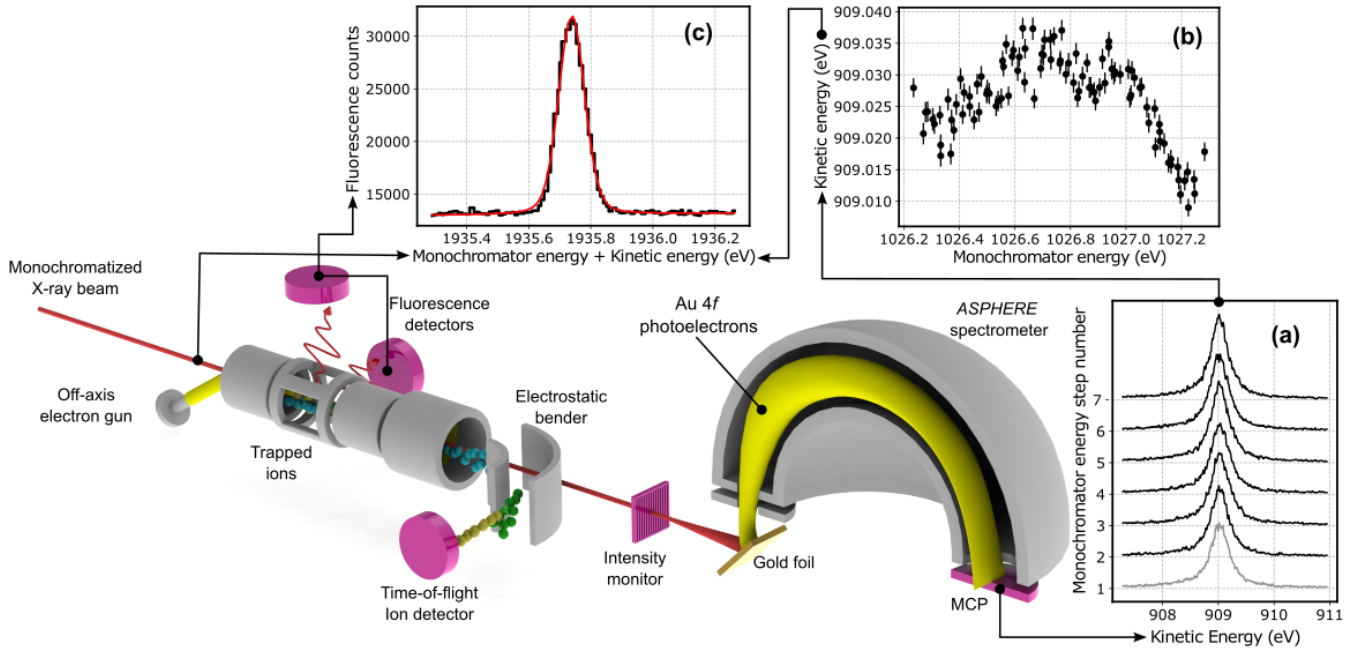 (c)
Fluorescence counts
30000
25000
20000
15000
1935.4
1935.6
1935.8
1936.0
1936.2
Monochromator energy + Kinetic energy (eV)
(b)
Kinetic energy (eV)
909.040
909.035
909.030
909.025
909.020
909.015
909.010
1026.2
1026.4
1026.6
1026.8
1027.0
1027.2
Monochromator energy (eV)
Monochromatized
X-ray beam
Fluorescence
detectors
Off-axis
electron gun
Trapped
ions
Electrostatic
bender
Time-of-flight
Ion detector
Intensity
monitor
Au 4f
photoelectrons
ASPHERE
spectrometer
Gold foil
MCP
(a)
Monochromator energy step number
7
6
5
4
3
2
1
908
909
910
911
Kinetic Energy (eV)